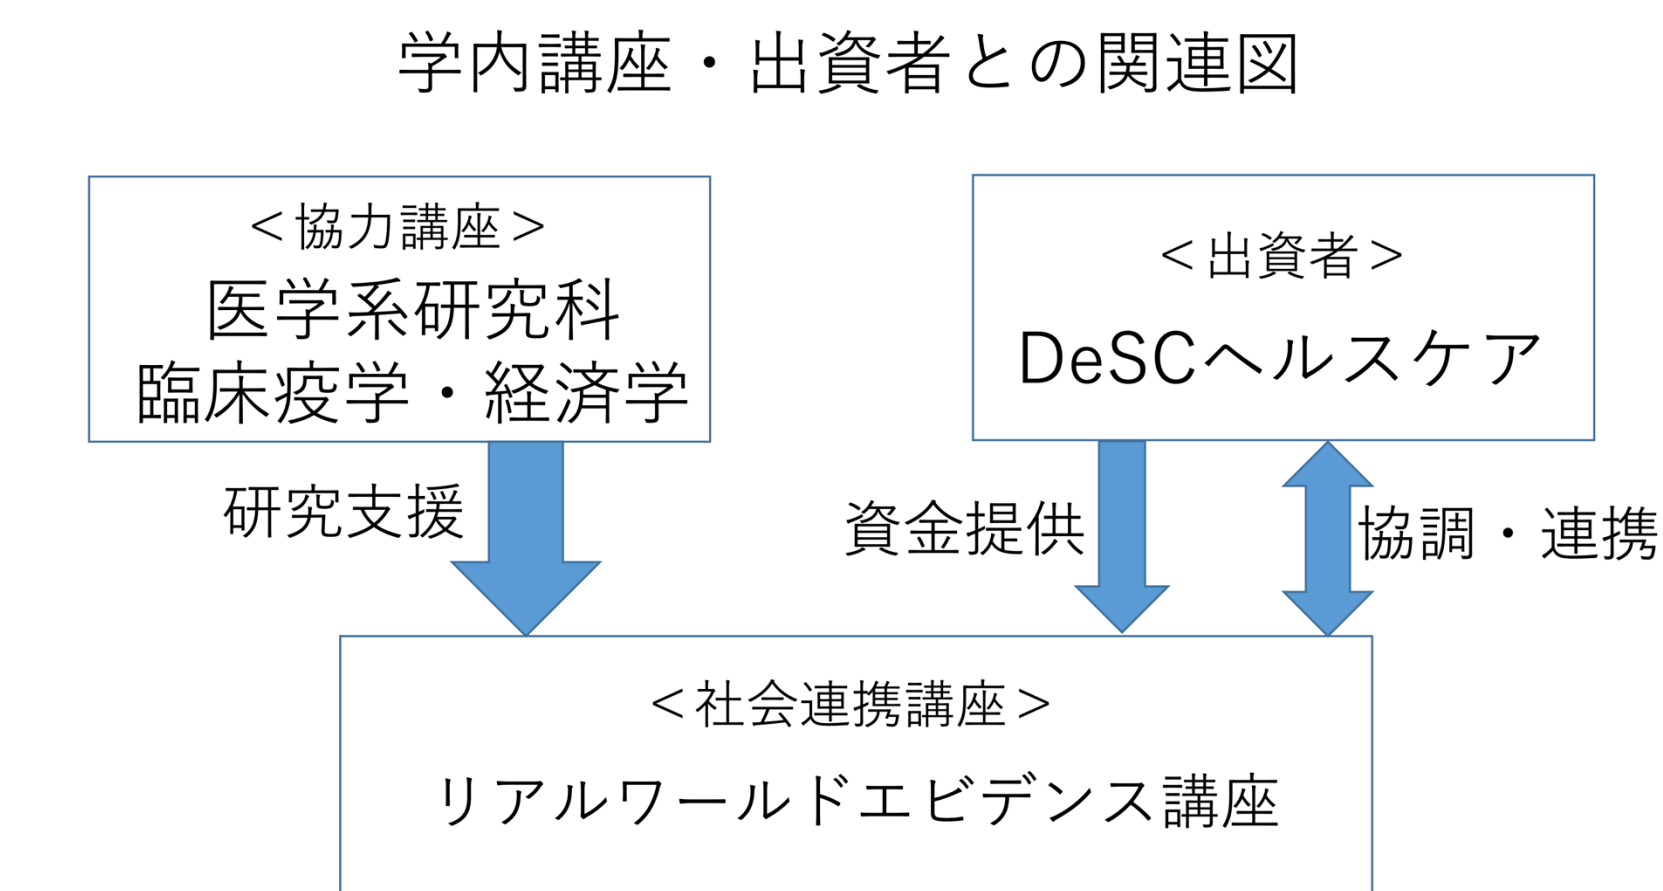 学内講座・出資者との関連図
＜協力講座＞
医学系研究科
臨床疫学・経済学
＜出資者＞
DeSCヘルスケア
研究支援
資金提供
協調・連携
＜社会連携講座＞
リアルワールドエビデンス講座